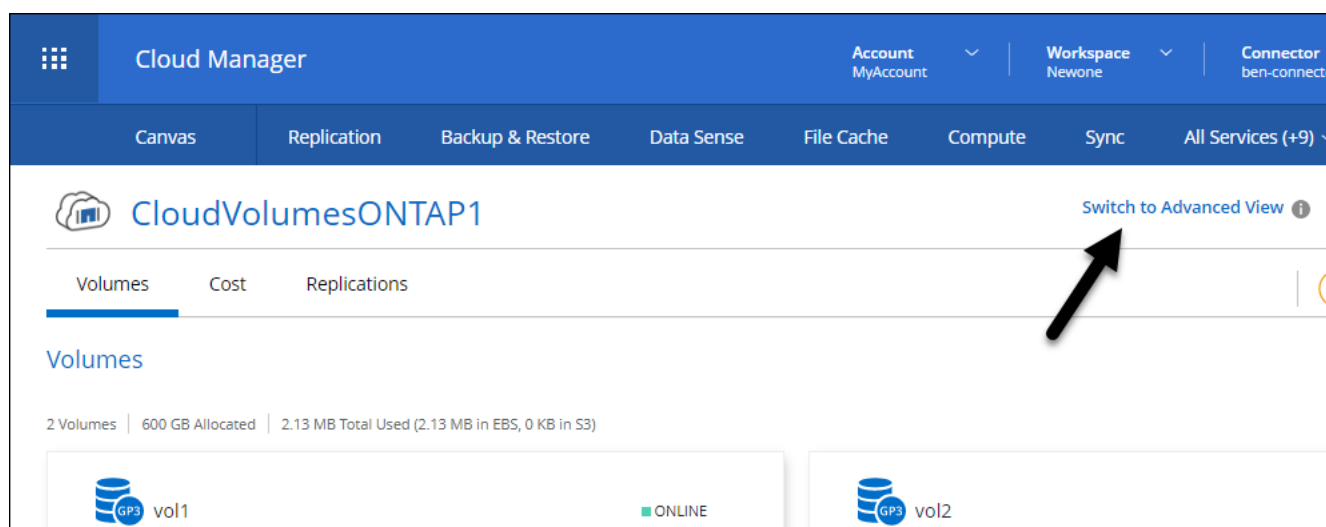 Cloud Manager
Account
MyAccount
Workspace
Newone
Connector
ben-connect
Canvas Replication Backup & Restore Data Sense File Cache Compute Sync All Services (+9)
CloudVolumesONTAP1
Switch to Advanced View
Volumes Cost Replications
Volumes
2 Volumes | 600 GB Allocated | 2.13 MB Total Used (2.13 MB in EBS, 0 KB in S3)
GP3 vol1 ONLINE GP3 vol2